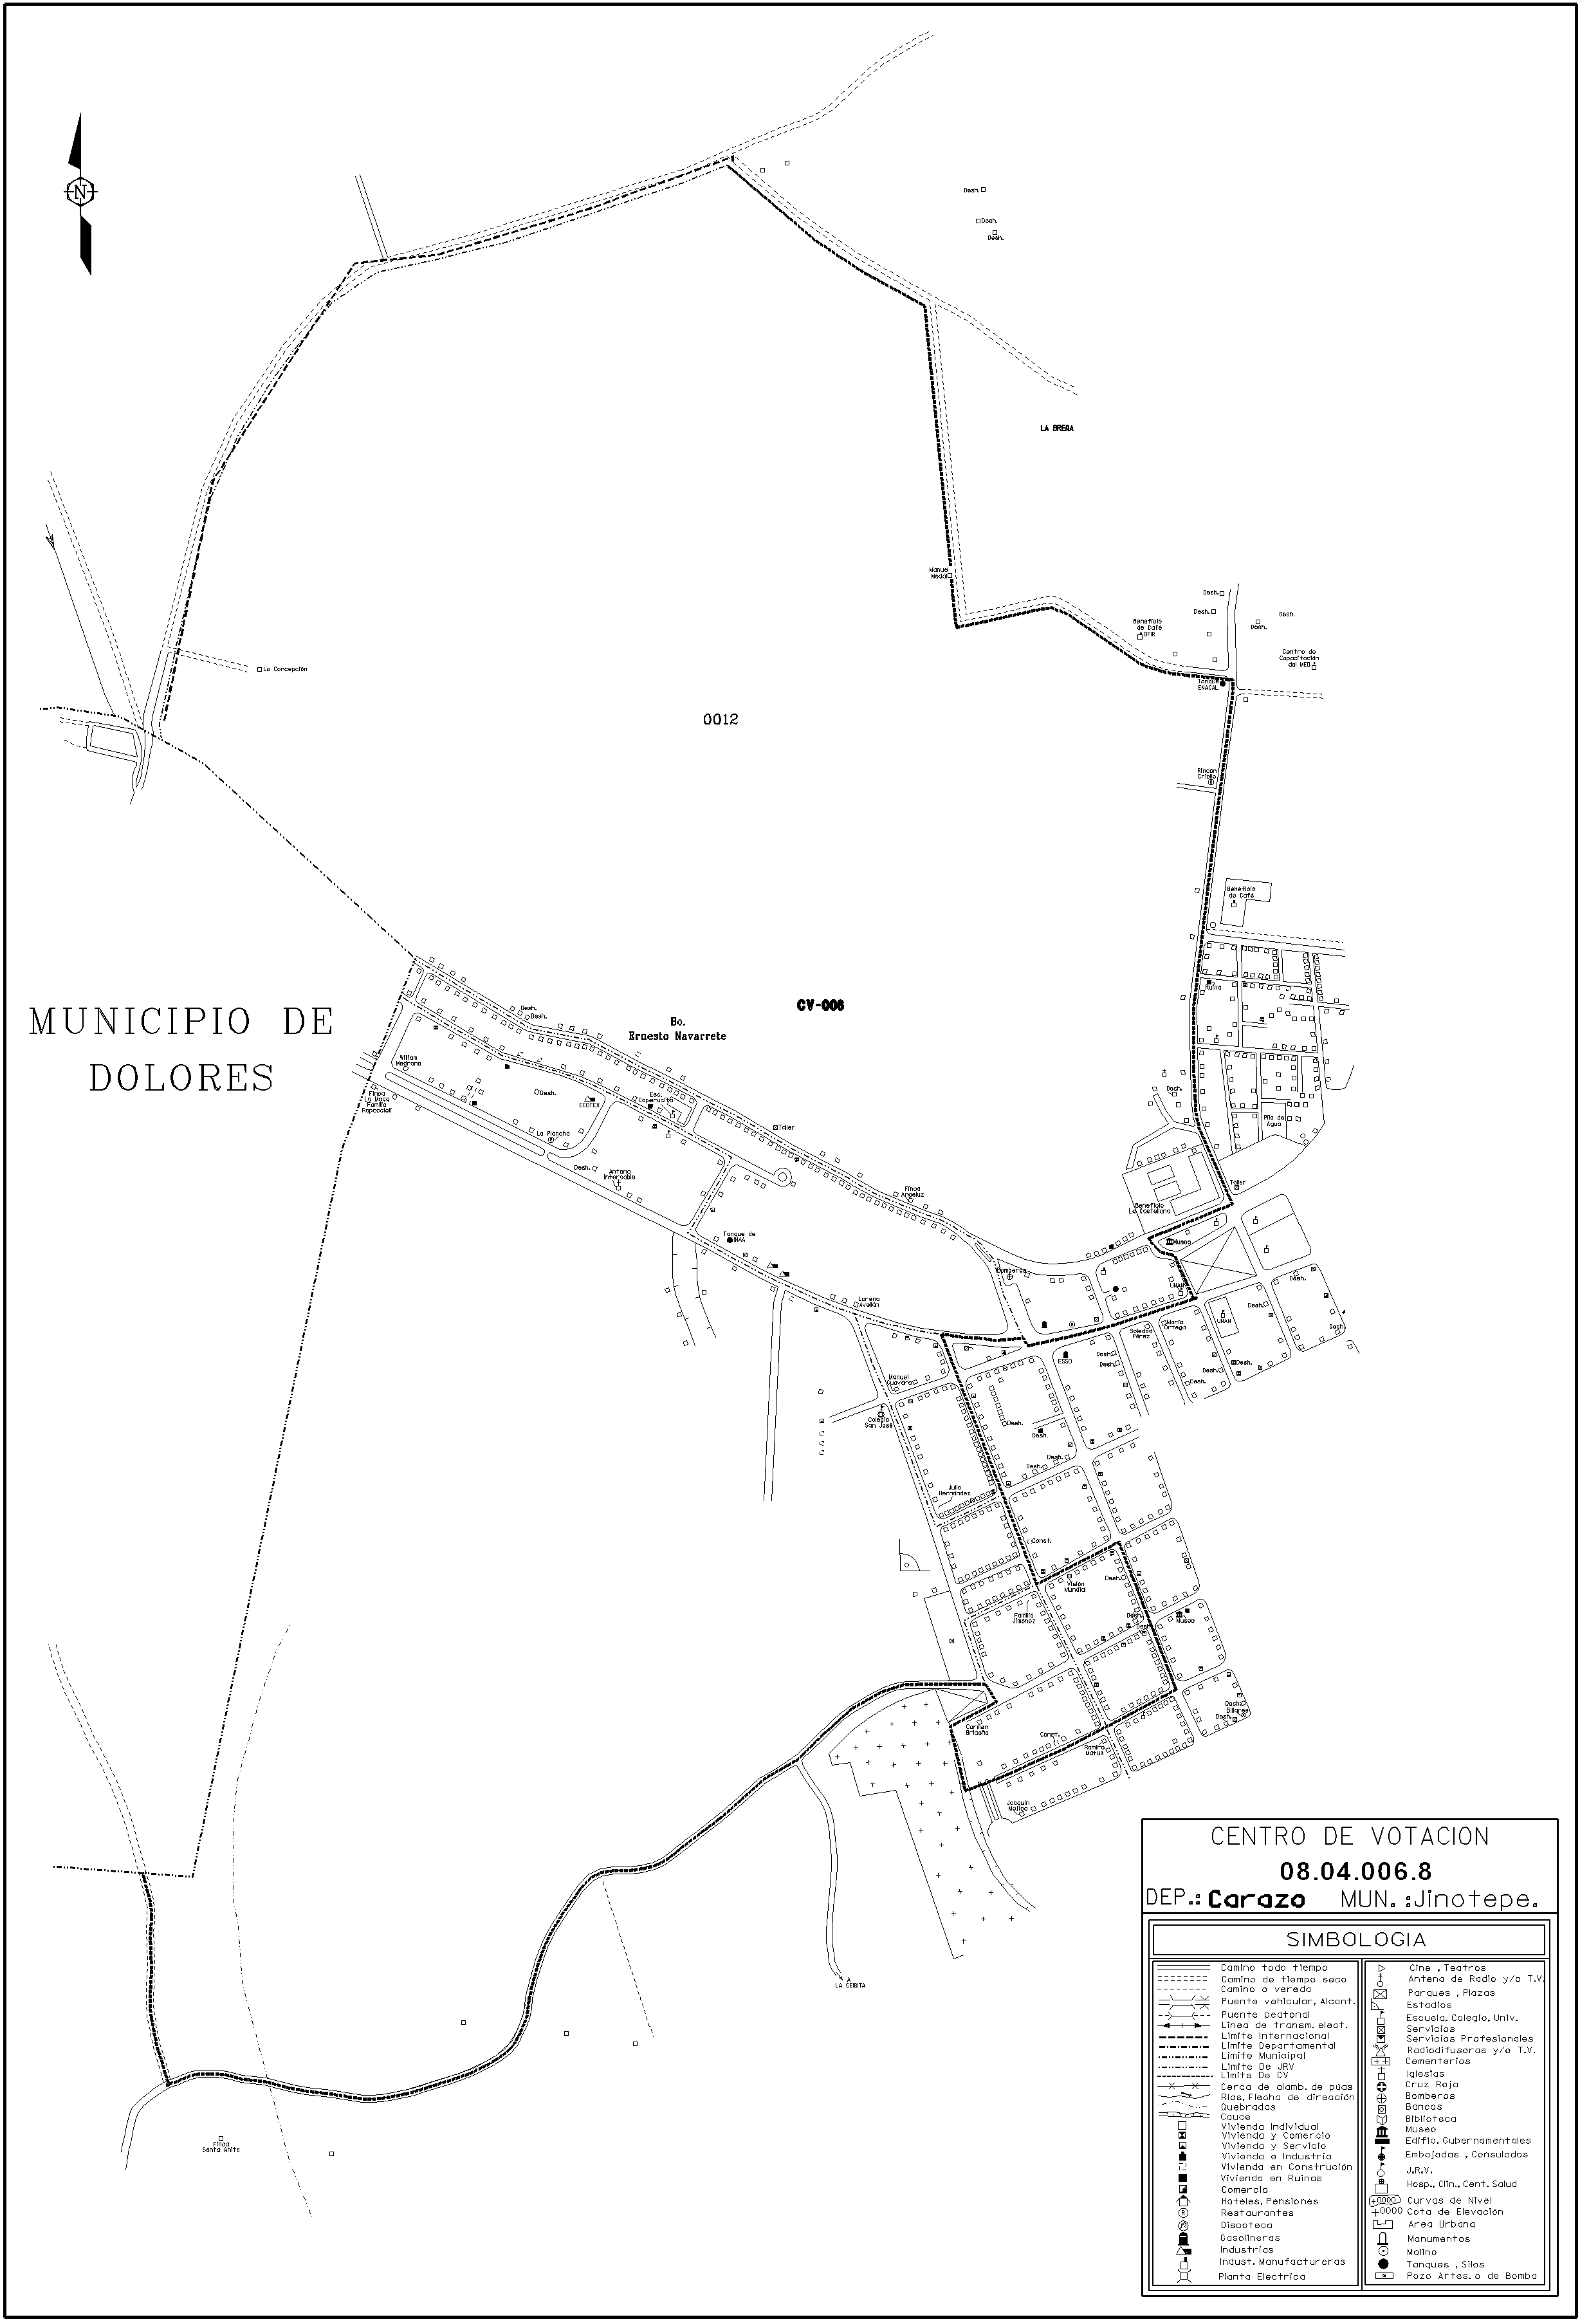 N
Desh.
Desh.
Desh.
LA BREÑA
Manuel
Medal
Desh.
Desh.
Desh.
Desh.
Beneficio
de Café
OFIR
Centro de
Capacitación
del MED
Tanque
ENACAL
La Concepción
0012
Rincón
Criollo
Beneficio
de Café
MUNICIPIO DE
DOLORES
CV-006
Bo.
Ernesto Navarrete
Ruina
Desh.
Desh.
William
Medrano
Finca
La Moca
Familia
Rapaccioli
Desh.
ECOTEX
Esc.
Caperucita
La Plancha
Taller
Desh.
Antena
Intercable
Desh.
Pila de
Agua
Finca
Angeluz
Taller
Beneficio
La Castellana
Tanque de
INAA
Museo
Bomberos
UNAN
Desh.
Lorena
Avellán
Desh.
UNAN
María
Ortega
Soledad
Pérez
Desh.
Manuel
Guevara
ESSO
Desh.
Desh.
Desh.
Desh.
Desh.
Colegio
San José
Desh.
Desh.
Desh.
Desh.
Julio
Hernández
Const.
Visión
Mundial
Desh.
Familia
Jiménez
Desh.
Desh.
Museo
Carmen
Briceño
Const.
Ramiro
Matus
Desh.
Billares
Desh.
Joaquín
Mojica
A
LA CEIBITA
Finca
Santa Anita
CENTRO DE VOTACION
08.04.006.8
DEP.: Carazo MUN.:Jinotepe.
SIMBOLOGIA
Camino todo tiempo
Camino de tiempo seco
Camino o vereda
Puente vehicular, Alcant.
Puente peatonal
Línea de transm. elect.
Límite Internacional
Límite Departamental
Límite Municipal
Límite De JRV
Límite De CV
Cerca de alamb. de púas
Ríos, Flecha de dirección
Quebradas
Cauce
Vivienda Individual
Vivienda y Comercio
Vivienda y Servicio
Vivienda e Industria
Vivienda en Construción
Vivienda en Ruinas
Comercio
Hoteles, Pensiones
Restaurantes
Discoteca
Gasolineras
Industrias
Indust. Manufactureras
Planta Electrica
Cine , Teatros
Antena de Radio y/o T.V.
Parques , Plazas
Estadios
Escuela, Colegio, Univ.
Servicios
Servicios Profesionales
Radiodifusoras y/o T.V.
Cementerios
Iglesias
Cruz Roja
Bomberos
Bancos
Biblioteca
Museo
Edific. Gubernamentales
Embajadas , Consulados
J.R.V.
Hosp., Clin., Cent. Salud
+0000 Curvas de Nivel
+0000 Cota de Elevación
Area Urbana
Monumentos
Molino
Tanques , Silos
Pozo Artes. o de Bomba